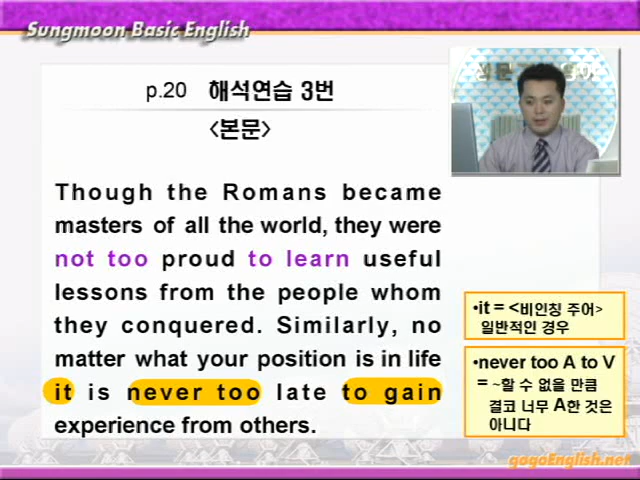 Sungmoon Basic English
p.20 해석연습 3번
<본문>
Though the Romans became
masters of all the world, they were
not too proud to learn useful
lessons from the people whom
they conquered. Similarly, no
matter what your position is in life
it is never too late to gain
experience from others.
•it = <비인칭 주어>
일반적인 경우
•never too A to V
= ~할 수 없을 만큼
결코 너무 A한 것은
아니다
gogoEnglish.net